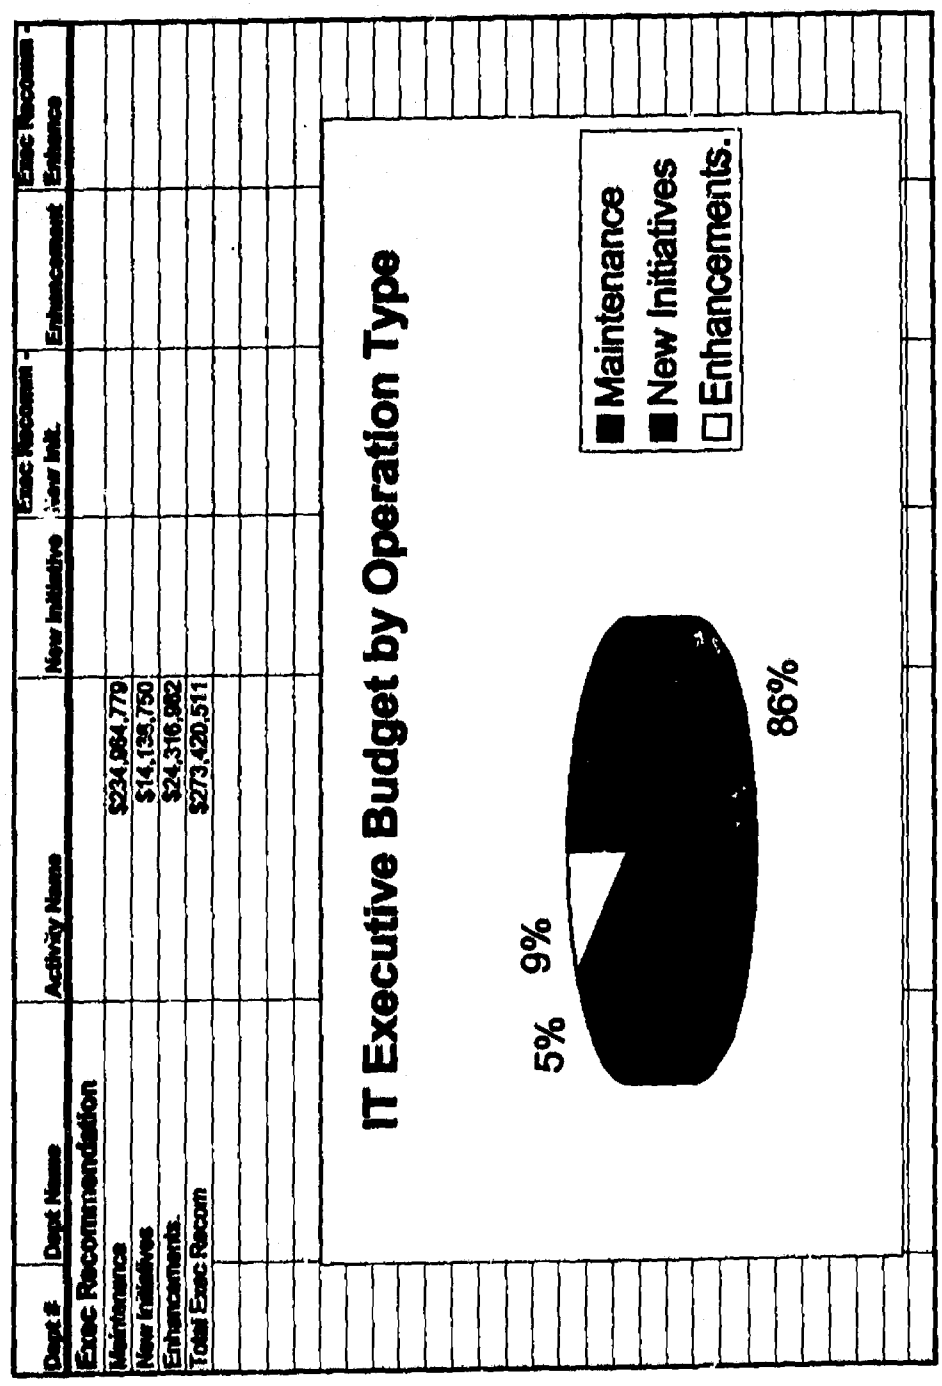 Exec Recomm - Exec Recomm -
Dept # Dept Name Activity Name New Initiative New Init. Enhancement Enhance
Exec Recommendation
Maintenance $234,964,779
New Initiatives $14,138,750
Enhancements. $24,316,982
Total Exec Recom $273,420,511
IT Executive Budget by Operation Type
5% 9%
86%
Maintenance
New Initiatives
Enhancements.